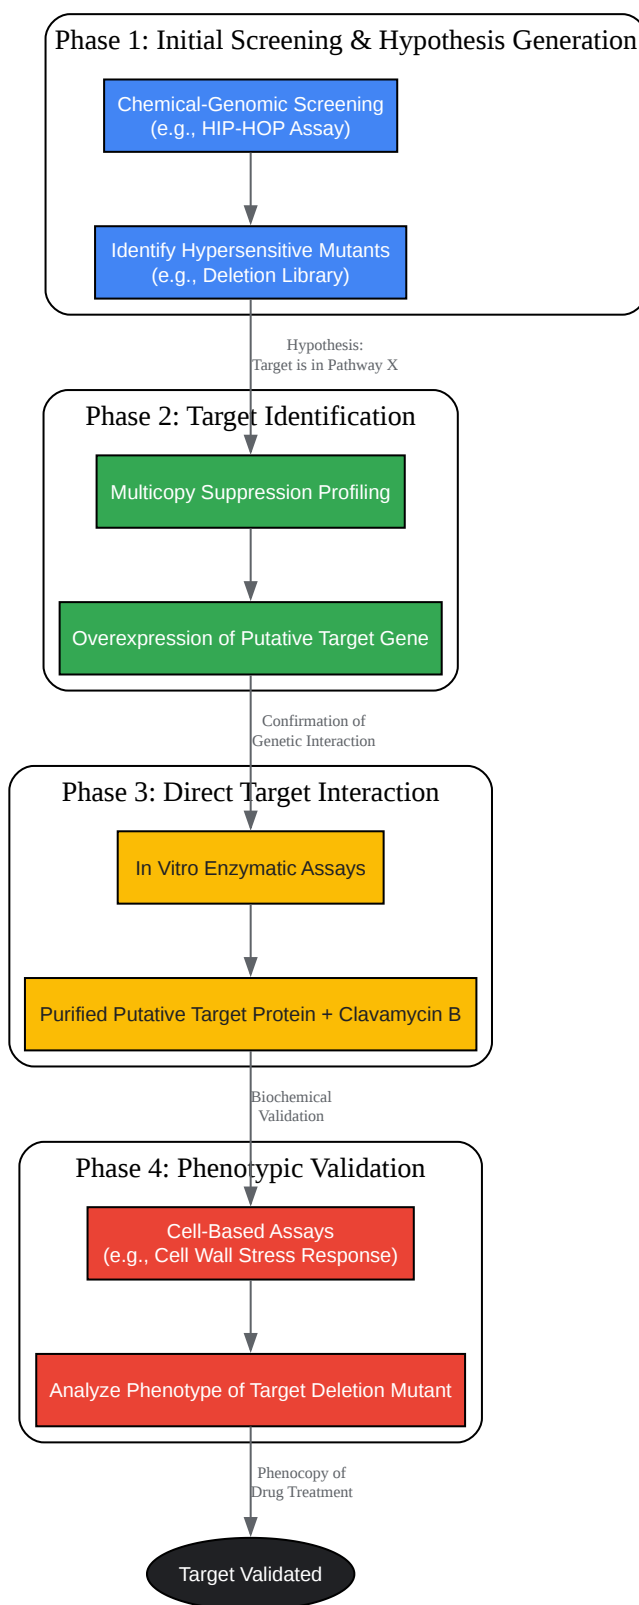 Phase 1: Initial Screening & Hypothesis Generation
Chemical-Genomic Screening
(e.g., HIP-HOP Assay)
Identify Hypersensitive Mutants
(e.g., Deletion Library)
Hypothesis:
Target is in Pathway X
Phase 2: Target Identification
Multicopy Suppression Profiling
Overexpression of Putative Target Gene
Confirmation of
Genetic Interaction
Phase 3: Direct Target Interaction
In Vitro Enzymatic Assays
Purified Putative Target Protein + Clavamycin B
Biochemical
Validation
Phase 4: Phenotypic Validation
Cell-Based Assays
(e.g., Cell Wall Stress Response)
Analyze Phenotype of Target Deletion Mutant
Phenocopy of
Drug Treatment
Target Validated